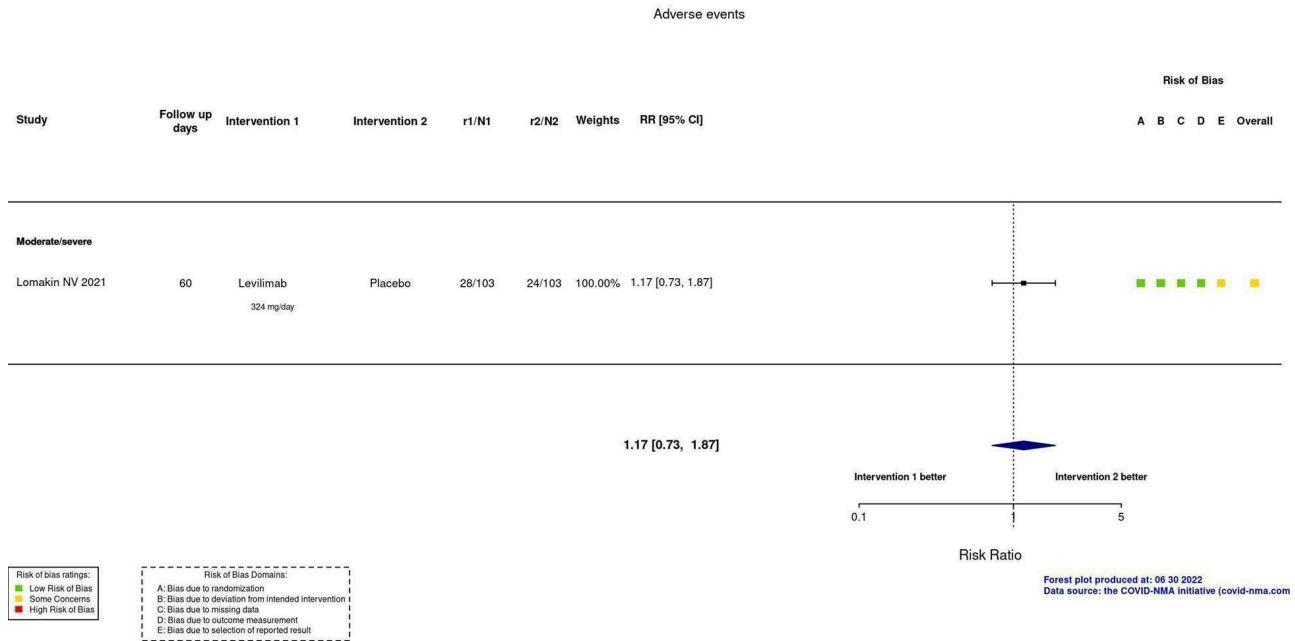 Adverse events
Risk of Bias
Study Follow up days Intervention 1 Intervention 2 r1/N1 r2/N2 Weights RR [95% CI] A B C D E Overall
Moderate/severe
Lomakin NV 2021 60 Levilimab Placebo 28/103 24/103 100.00% 1.17 [0.73, 1.87]
324 mg/day
1.17 [0.73, 1.87]
Intervention 1 better Intervention 2 better
0.1 1 5
Risk Ratio
Risk of bias ratings:
Low Risk of Bias
Some Concerns
High Risk of Bias
Risk of Bias Domains:
A: Bias due to randomization
B: Bias due to deviation from intended intervention
C: Bias due to missing data
D: Bias due to outcome measurement
E: Bias due to selection of reported result
Forest plot produced at: 06 30 2022
Data source: the COVID-NMA initiative (covid-nma.com